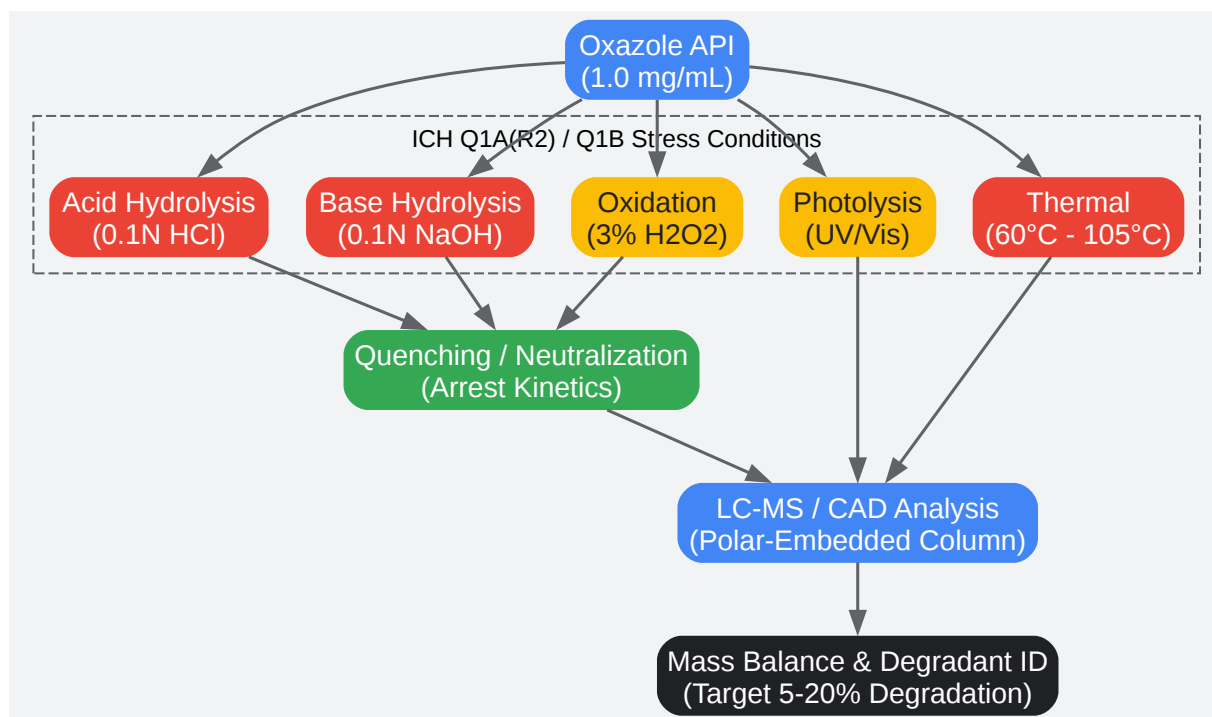 Oxazole API
(1.0 mg/mL)
ICH Q1A(R2) / Q1B Stress Conditions
Acid Hydrolysis
(0.1N HCl)
Base Hydrolysis
(0.1N NaOH)
Oxidation
(3% H2O2)
Photolysis
(UV/Vis)
Thermal
(60°C - 105°C)
Quenching / Neutralization
(Arrest Kinetics)
LC-MS / CAD Analysis
(Polar-Embedded Column)
Mass Balance & Degradant ID
(Target 5-20% Degradation)